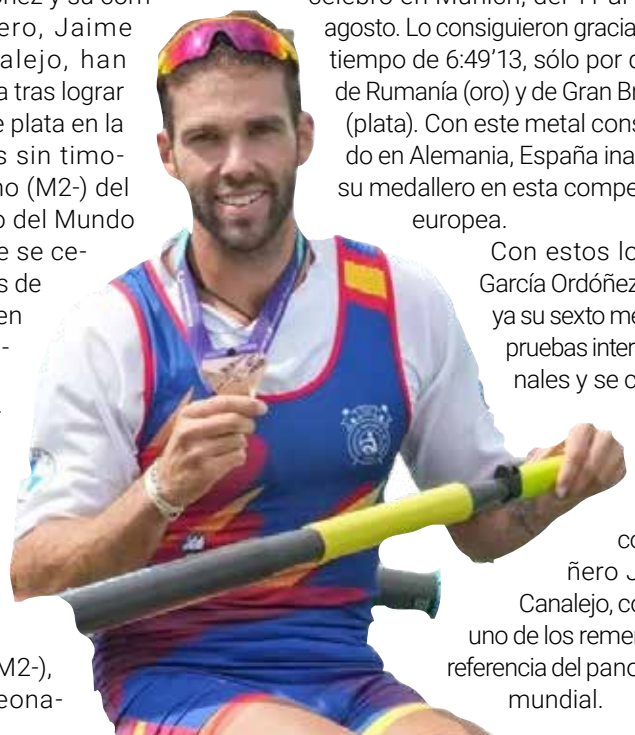 ero, Jaime
alejo, han
a tras lograr
e plata en la
s sin timo-
no (M2-) del
o del Mundo
e se ce-
s de
en
-
M2-),
eona-
agosto. Lo consiguieron gracia
tiempo de 6:49’13, sólo por d
de Rumanía (oro) y de Gran Br
(plata). Con este metal cons
do en Alemania, España ina
su medallero en esta compe
europea.
Con estos lo
García Ordóñez
ya su sexto me
pruebas inter
nales y se c
co
ñero J
Canalejo, co
uno de los remer
referencia del pano
mundial.